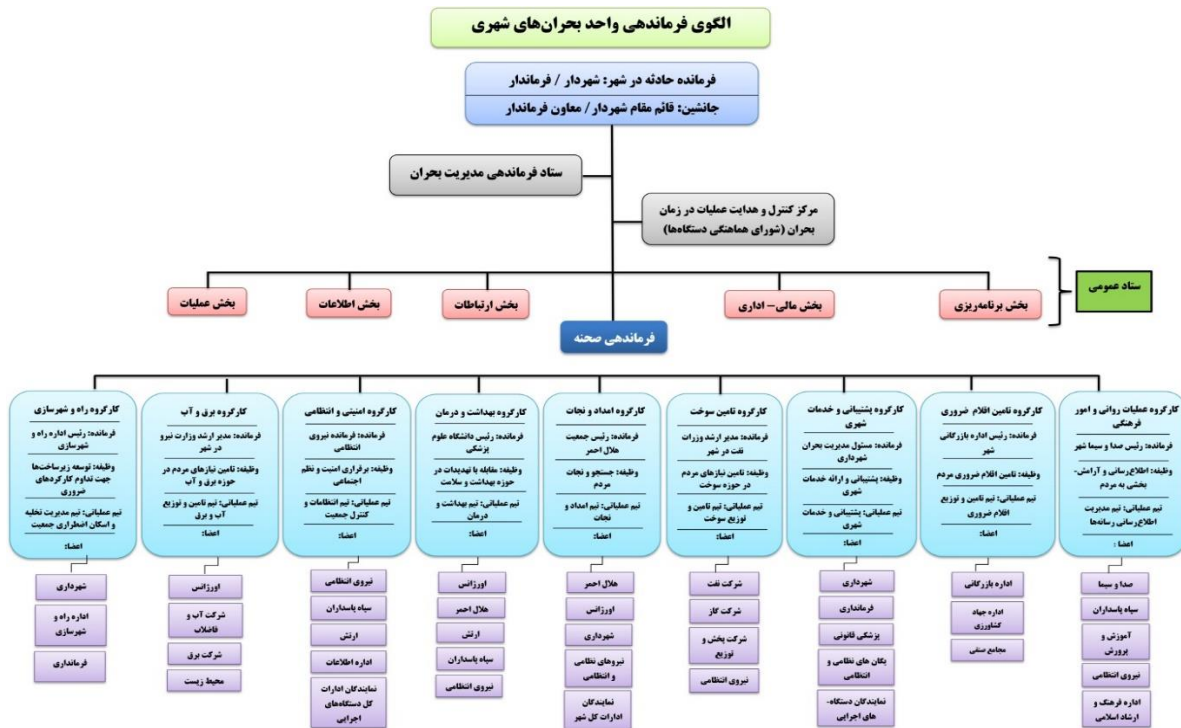 الگوی فرماندهی واحد بحران‌های شهری
فرمانده حادثه در شهر: شهردار / فرماندار
جانشین: قائم مقام شهردار/ معاون فرماندار
ستاد فرماندهی مدیریت بحران
مرکز کنترل و هدایت عملیات در زمان
بحران (شورای هماهنگی دستگاه‌ها)
ستاد عمومی
بخش برنامه‌ریزی
بخش مالی- اداری
بخش ارتباطات
بخش اطلاعات
بخش عملیات
فرماندهی صحنه
کارگروه عملیات روانی و امور
فرهنگی
فرمانده: رئیس صدا و سیما شهر
وظیفه: اطلاع‌رسانی و آرامش-
بخشی به مردم
تیم عملیاتی: تیم مدیریت
اطلاع‌رسانی رسانه‌ها
اعضا :
صدا و سیما
سپاه پاسداران
آموزش و
پرورش
نیروی انتظامی
اداره فرهنگ و
ارشاد اسلامی
کارگروه تامین اقلام ضروری
فرمانده: رئیس اداره بازرگانی
شهر
وظیفه: تامین اقلام ضروری مردم
تیم عملیاتی: تیم تامین و توزیع
اقلام ضروری
اعضا:
اداره بازرگانی
اداره جهاد
کشاورزی
مجامع صنفی
کارگروه پشتیبانی و خدمات
شهری
فرمانده: مسئول مدیریت بحران
شهرداری
وظیفه: پشتیبانی و ارائه خدمات
شهری
تیم عملیاتی: پشتیبانی و خدمات
شهری
اعضا:
شهرداری
فرمانداری
پزشکی قانونی
یگان های نظامی و
انتظامی
نمایندگان دستگاه-
های اجرایی
کارگروه تامین سوخت
فرمانده: مدیر ارشد وزرات
نفت در شهر
وظیفه: تامین نیازهای مردم
در حوزه سوخت
تیم عملیاتی: تیم تامین و
توزیع سوخت
اعضا:
شرکت نفت
شرکت گاز
شرکت پخش و
توزیع
نیروی انتظامی
کارگروه امداد و نجات
فرمانده: رئیس جمعیت
هلال احمر
وظیفه: جستجو و نجات
مردم
تیم عملیاتی: تیم امداد و
نجات
اعضا:
هلال احمر
اورژانس
شهرداری
نیروهای نظامی
و انتظامی
نمایندگان
ادارات کل شهر
کارگروه بهداشت و درمان
فرمانده: رئیس دانشگاه علوم
پزشکی
وظیفه: مقابله با تهدیدات در
حوزه بهداشت و سلامت
تیم عملیاتی: تیم بهداشت و
درمان
اعضا:
اورژانس
هلال احمر
ارتش
سپاه پاسداران
نیروی انتظامی
کارگروه امنیتی و انتظامی
فرمانده: فرمانده نیروی
انتظامی
وظیفه: برقراری امنیت و نظم
اجتماعی
تیم عملیاتی: تیم انتظامات و
کنترل جمعیت
اعضا:
نیروی انتظامی
سپاه پاسداران
ارتش
اداره اطلاعات
نمایندگان ادارات
کل دستگاه‌های
اجرایی
کارگروه برق و آب
فرمانده: مدیر ارشد وزارت نیرو
در شهر
وظیفه: تامین نیازهای مردم در
حوزه برق و آب
تیم عملیاتی: تیم تامین و توزیع
آب و برق
اعضا:
اورژانس
شرکت آب و
فاضلاب
شرکت برق
محیط زیست
کارگروه راه و شهرسازی
فرمانده: رئیس اداره راه و
شهرسازی
وظیفه: توسعه زیرساخت‌ها
جهت تداوم کارکردهای
ضروری
تیم عملیاتی: تیم مدیریت تخلیه
و اسکان اضطراری جمعیت
اعضا:
شهرداری
اداره راه و
شهرسازی
فرمانداری